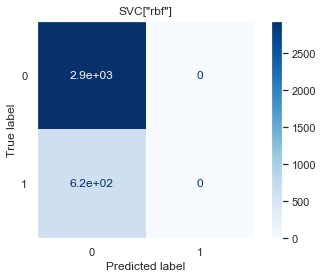 SVC["rbf"]
True label
0
2.9e+03
0
1
6.2e+02
0
0
1
Predicted label
2500
2000
1500
1000
500
0